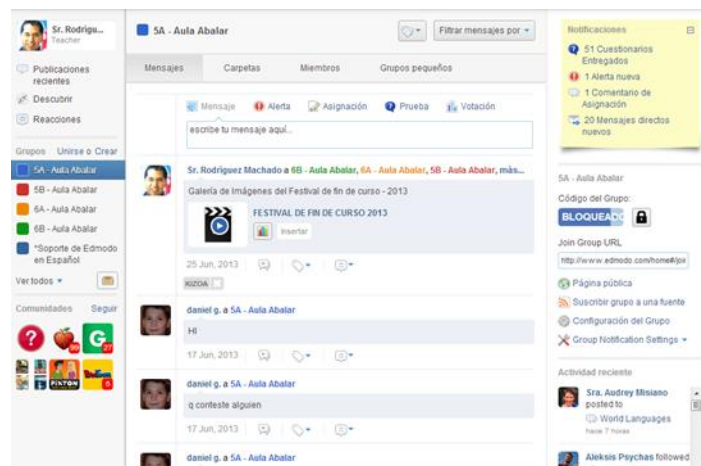 Sr. Rodrigu...
Teacher
Publicaciones
recientes
Descubrir
Reacciones
Grupos Unirse o Crear
5A - Aula Abalar
5B - Aula Abalar
6A - Aula Abalar
6B - Aula Abalar
*Soporte de Edmodo
en Español
Ver todos
Comunidades Seguir
?
99
G
27
PIXTON
6
5A - Aula Abalar
Filtrar mensajes por
Mensajes Carpetas Miembros Grupos pequeños
Mensaje Alerta Asignación Prueba Votación
escribe tu mensaje aquí...
Sr. Rodriguez Machado a 6B - Aula Abalar, 6A - Aula Abalar, 5B - Aula Abalar, más...
Galería de Imágenes del Festival de fin de curso - 2013
FESTIVAL DE FIN DE CURSO 2013
Insertar
25 Jun, 2013
KIZOA
daniel g. a 5A - Aula Abalar
HI
17 Jun, 2013
daniel g. a 5A - Aula Abalar
q conteste alguien
17 Jun, 2013
daniel g. a 5A - Aula Abalar
Notificaciones
51 Cuestionarios
Entregados
1 Alerta nueva
1 Comentario de
Asignación
20 Mensajes directos
nuevos
5A - Aula Abalar
Código del Grupo:
BLOQUEADO
Join Group URL
http://www.edmodo.com/home#/joi
Página pública
Suscribir grupo a una fuente
Configuración del Grupo
Group Notification Settings
Actividad reciente
Sra. Audrey Misiano
posted to
World Languages
hace 7 horas
Aleksis Psychas followed